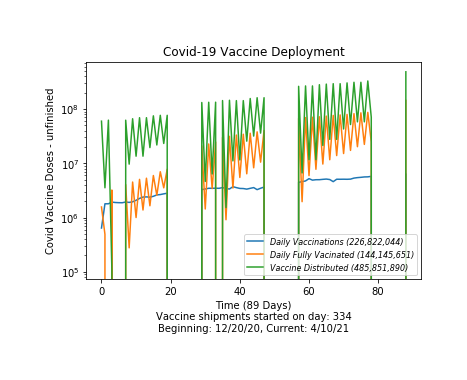 Covid-19 Vaccine Deployment
Covid Vaccine Doses - unfinished
10⁸
10⁷
10⁶
10⁵
0 20 40 60 80
Daily Vaccinations (226,822,044)
Daily Fully Vacinated (144,145,651)
Vaccine Distributed (485,851,890)
Time (89 Days)
Vaccine shipments started on day: 334
Beginning: 12/20/20, Current: 4/10/21